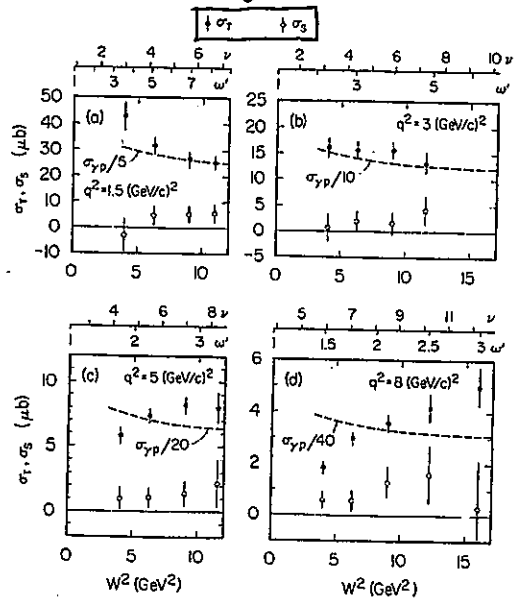 σT σS
2 4 6 ν
3 5 7 ω'
50
40
30
20
10
0
-10
(a)
σγp/5
q²=1.5 (GeV/c)²
0 5 10
σT, σS (μb)
2 4 6 8 10 ν
3 5 ω'
25
20
15
10
5
0
-5
(b) q²=3 (GeV/c)²
σγp/10
0 5 10 15
4 6 8 ν
1 2 3 ω'
10
5
0
(c) q²=5 (GeV/c)²
σγp/20
0 5 10
W² (GeV²)
σT, σS (μb)
5 7 9 11 ν
1 1.5 2 2.5 3 ω'
6
4
2
0
(d) q²=8 (GeV/c)²
σγp/40
0 5 10 15
W² (GeV²)